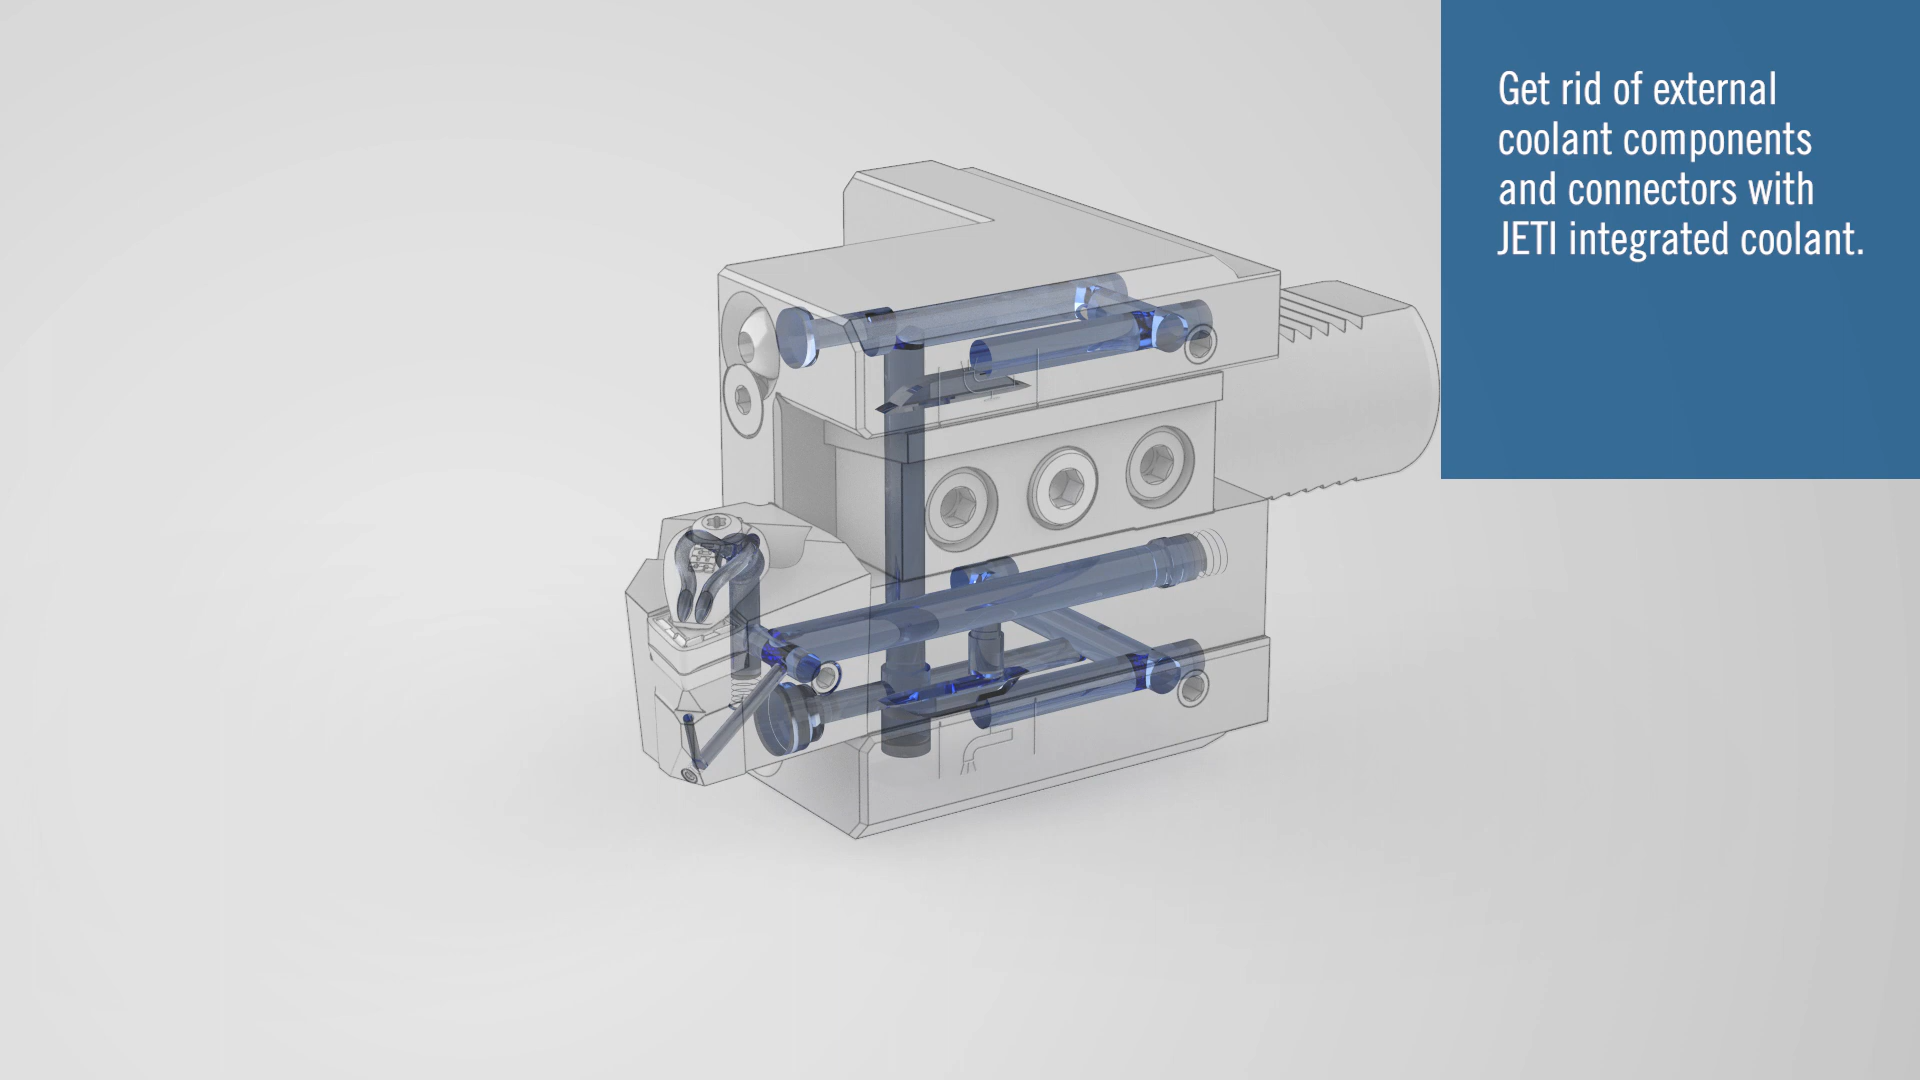 Get rid of external
coolant components
and connectors with
JETI integrated coolant.